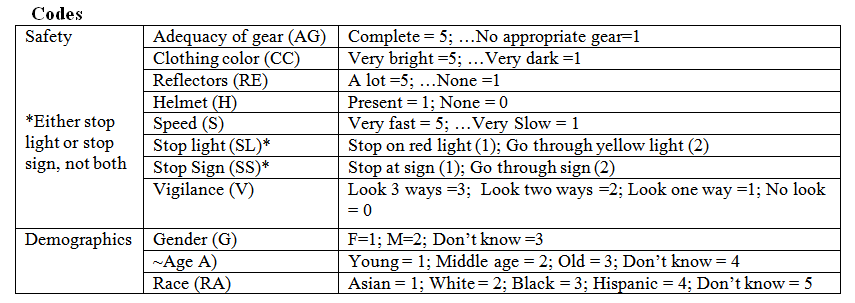 Codes
Safety Adequacy of gear (AG) Complete = 5; …No appropriate gear=1
Clothing color (CC) Very bright =5; …Very dark =1
Reflectors (RE) A lot =5; …None =1
Helmet (H) Present = 1; None = 0
*Either stop Speed (S) Very fast = 5; …Very Slow = 1
light or stop Stop light (SL)* Stop on red light (1); Go through yellow light (2)
sign, not both Stop Sign (SS)* Stop at sign (1); Go through sign (2)
Vigilance (V) Look 3 ways =3;  Look two ways =2; Look one way =1; No look
= 0
Demographics Gender (G) F=1; M=2; Don’t know =3
~Age A) Young = 1; Middle age = 2; Old = 3; Don’t know = 4
Race (RA) Asian = 1; White = 2; Black = 3; Hispanic = 4; Don’t know = 5